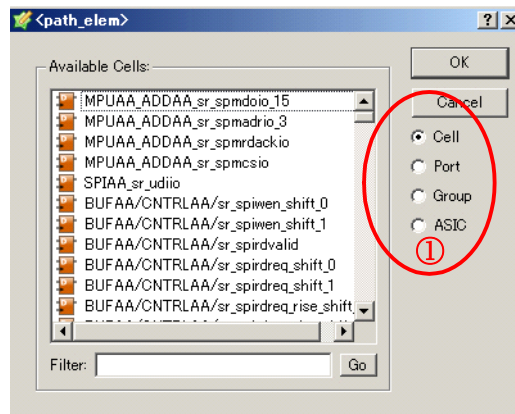 <path_elem>
Available Cells:
MPUAA_ADDAA_sr_spmdoio_15
MPUAA_ADDAA_sr_spmadrio_3
MPUAA_ADDAA_sr_spmrdackio
MPUAA_ADDAA_sr_spmcsio
SPIAA_sr_udiio
BUFAA/CNTRLAA/sr_spiwen_shift_0
BUFAA/CNTRLAA/sr_spiwen_shift_1
BUFAA/CNTRLAA/sr_spirdvalid
BUFAA/CNTRLAA/sr_spirdreq_shift_0
BUFAA/CNTRLAA/sr_spirdreq_shift_1
BUFAA/CNTRLAA/sr_spirdreq_rise_shift_
Filter:
Go
OK
Cancel
Cell
Port
Group
ASIC
①